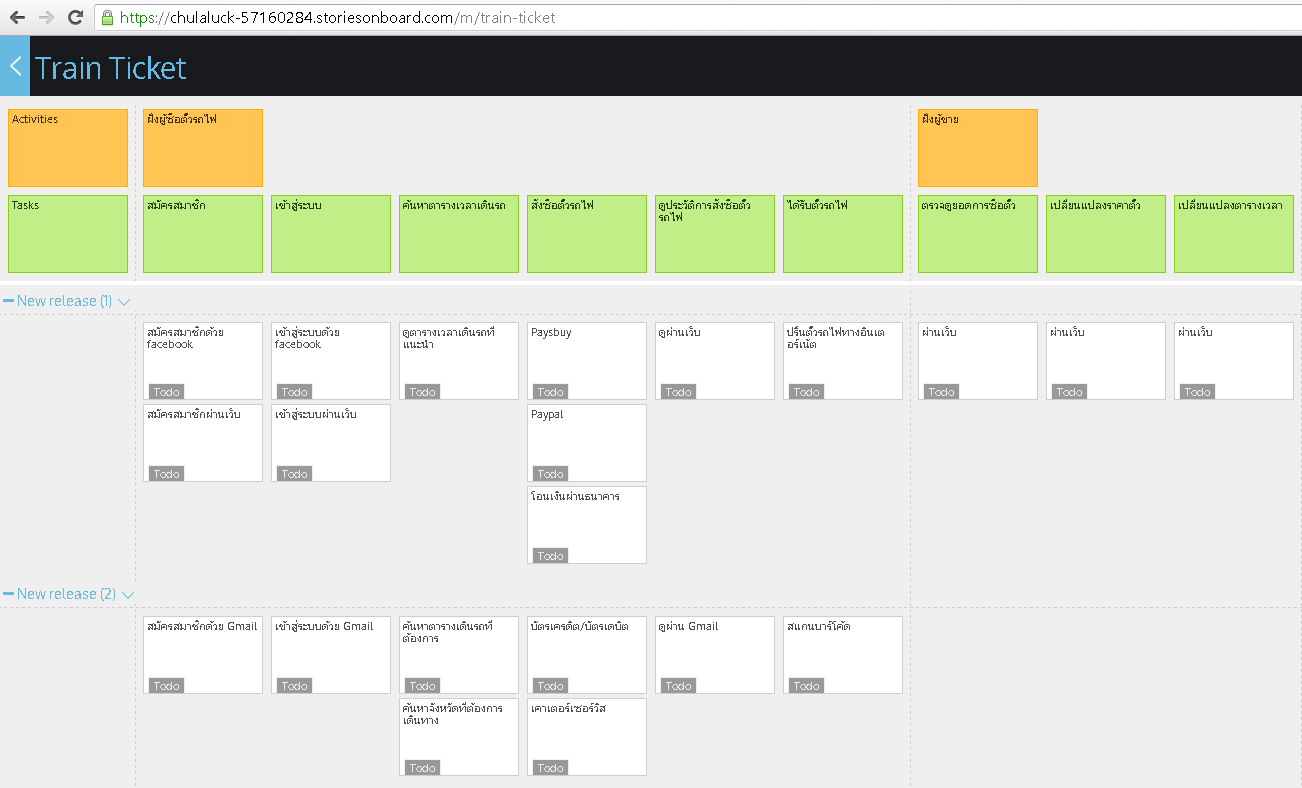 https://chulaluck-57160284.storiesonboard.com/m/train-ticket
Train Ticket
Activities
ฝั่งผู้ซื้อตั๋วรถไฟ
ฝั่งผู้ขาย
Tasks
สมัครสมาชิก
เข้าสู่ระบบ
ค้นหาตารางเวลาเดินรถ
สั่งซื้อตั๋วรถไฟ
ดูประวัติการสั่งซื้อตั๋ว
รถไฟ
ได้รับตั๋วรถไฟ
ตรวจดูยอดการซื้อตั๋ว
เปลี่ยนแปลงราคาตั๋ว
เปลี่ยนแปลงตารางเวลา
New release (1)
สมัครสมาชิกด้วย
facebook
Todo
เข้าสู่ระบบด้วย
facebook
Todo
ดูตารางเวลาเดินรถที่
แนะนำ
Todo
Paysbuy
Todo
ดูผ่านเว็บ
Todo
ปริ้นตั๋วรถไฟทางอินเต
อร์เน้ต
Todo
ผ่านเว็บ
Todo
ผ่านเว็บ
Todo
ผ่านเว็บ
Todo
สมัครสมาชิกผ่านเว็บ
Todo
เข้าสู่ระบบผ่านเว็บ
Todo
Paypal
Todo
โอนเงินผ่านธนาคาร
Todo
New release (2)
สมัครสมาชิกด้วย Gmail
Todo
เข้าสู่ระบบด้วย Gmail
Todo
ค้นหาตารางเดินรถที่
ต้องการ
Todo
บัตรเครดิต/บัตรเดบิต
Todo
ดูผ่าน Gmail
Todo
สแกนบาร์โค้ด
Todo
ค้นหาจังหวัดที่ต้องการ
เดินทาง
Todo
เคาเตอร์เซอร์วิส
Todo